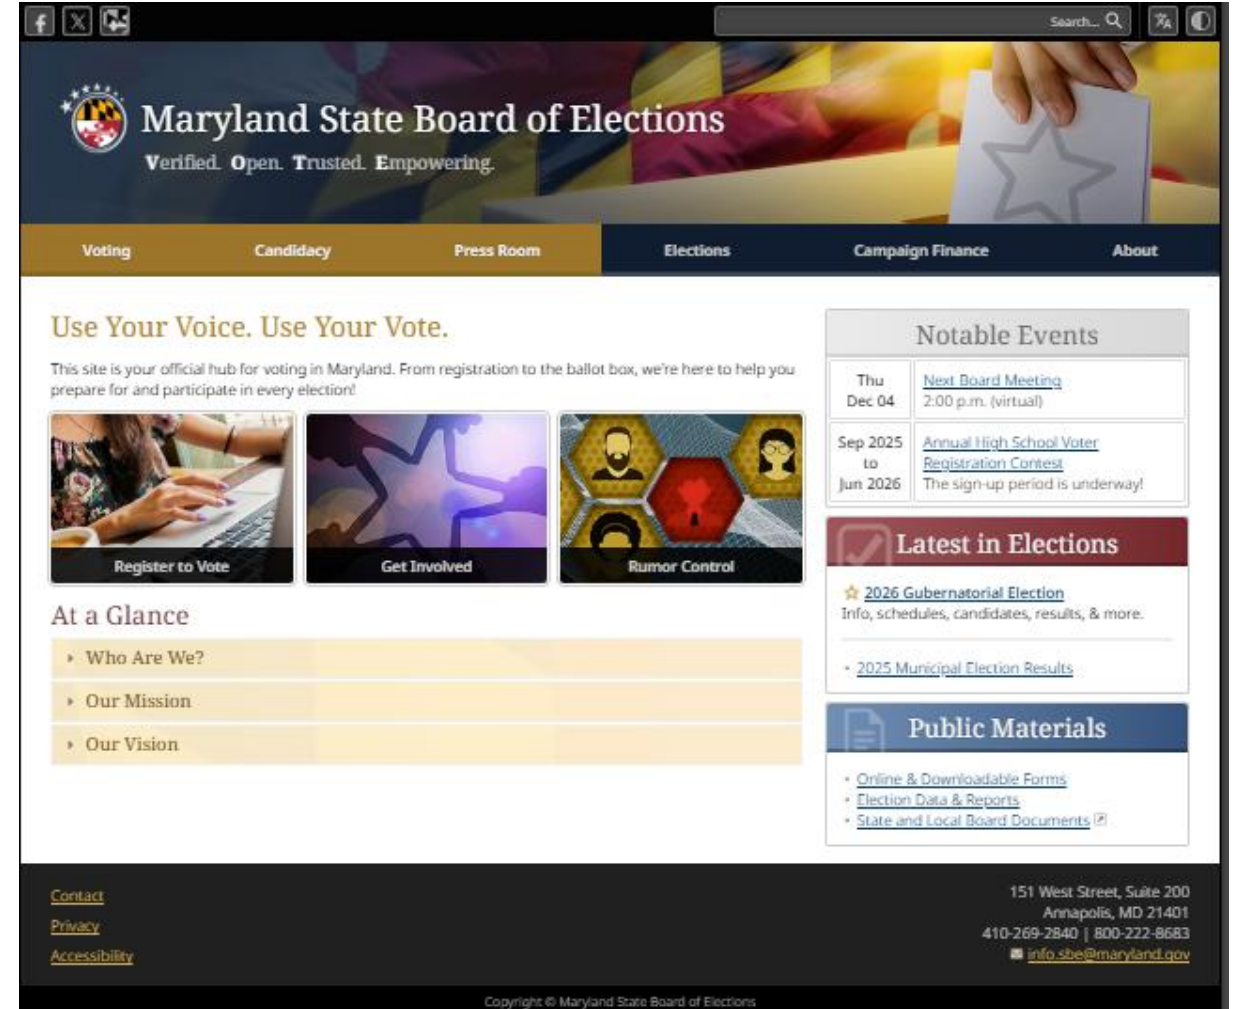 f X
Search...
Maryland State Board of Elections
Verified. Open. Trusted. Empowering.
Voting Candidacy Press Room Elections Campaign Finance About
Use Your Voice. Use Your Vote.
This site is your official hub for voting in Maryland. From registration to the ballot box, we're here to help you
prepare for and participate in every election!
Register to Vote Get Involved Rumor Control
At a Glance
Who Are We?
Our Mission
Our Vision
Notable Events
Thu
Dec 04
Next Board Meeting
2:00 p.m. (virtual)
Sep 2025
to
Jun 2026
Annual High School Voter
Registration Contest
The sign-up period is underway!
Latest in Elections
2026 Gubernatorial Election
Info, schedules, candidates, results, & more.
2025 Municipal Election Results
Public Materials
Online & Downloadable Forms
Election Data & Reports
State and Local Board Documents
Contact
Privacy
Accessibility
151 West Street, Suite 200
Annapolis, MD 21401
410-269-2840 | 800-222-8683
info.sbe@maryland.gov
Copyright © Maryland State Board of Elections